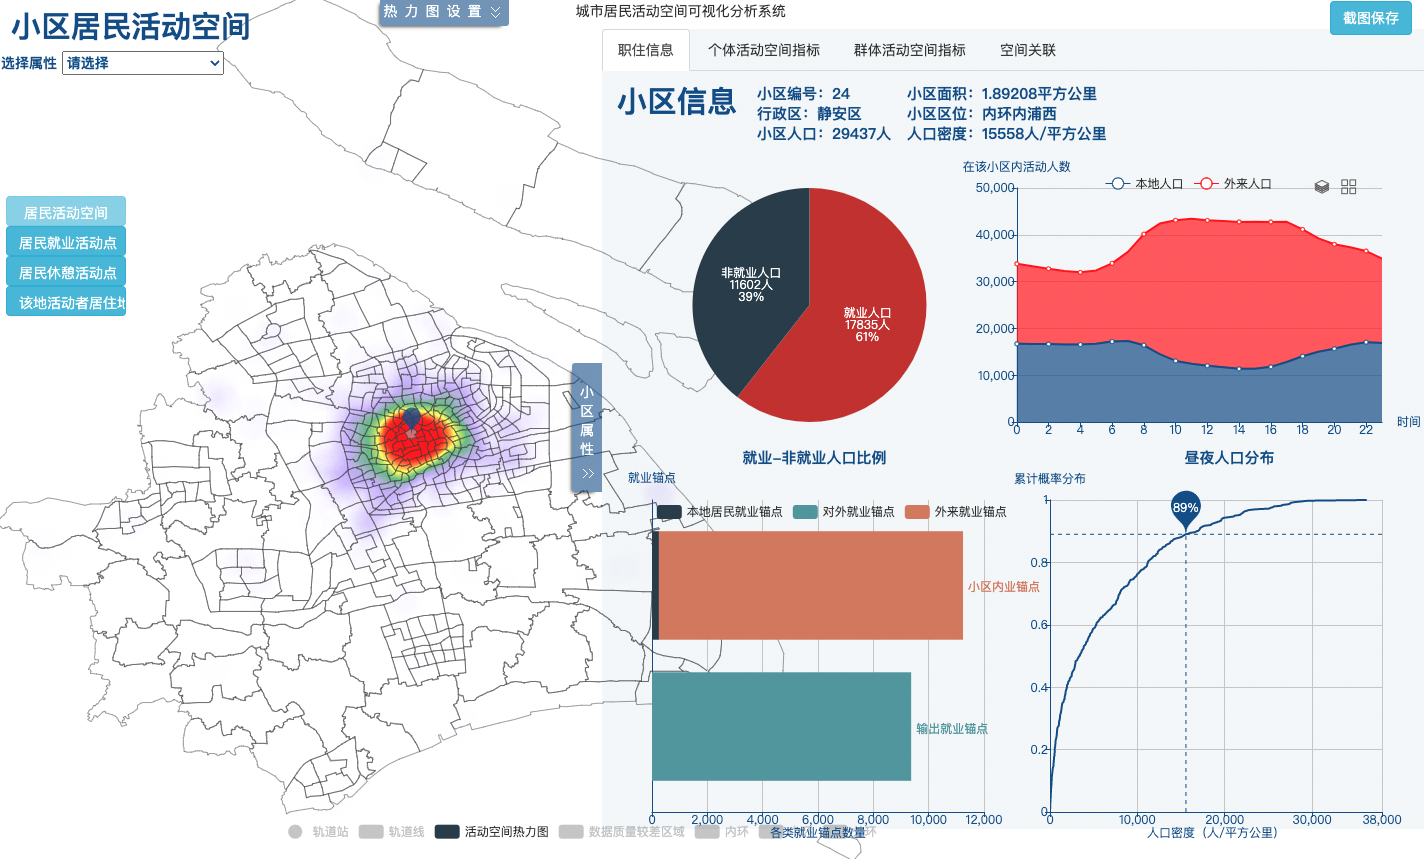 小区居民活动空间
选择属性 请选择
热力图设置
城市居民活动空间可视化分析系统
截图保存
职住信息 个体活动空间指标 群体活动空间指标 空间关联
小区信息
小区编号：24 小区面积：1.89208平方公里
行政区：静安区 小区区位：内环内浦西
小区人口：29437人 人口密度：15558人/平方公里
居民活动空间
居民就业活动点
居民休憩活动点
该地活动者居住地
小区属性
非就业人口
11602人
39%
就业人口
17835人
61%
就业-非就业人口比例
在该小区内活动人数
本地人口 外来人口
50,000
40,000
30,000
20,000
10,000
0
0 2 4 6 8 10 12 14 16 18 20 22
时间
昼夜人口分布
就业锚点
本地居民就业锚点 对外就业锚点 外来就业锚点
小区内业锚点
输出就业锚点
0 2,000 4,000 6,000 8,000 10,000 12,000
各类就业锚点数量
累计概率分布
89%
1
0.8
0.6
0.4
0.2
0
0 10,000 20,000 30,000 38,000
人口密度（人/平方公里）
轨道站 轨道线 活动空间热力图 数据质量较差区域 内环 环